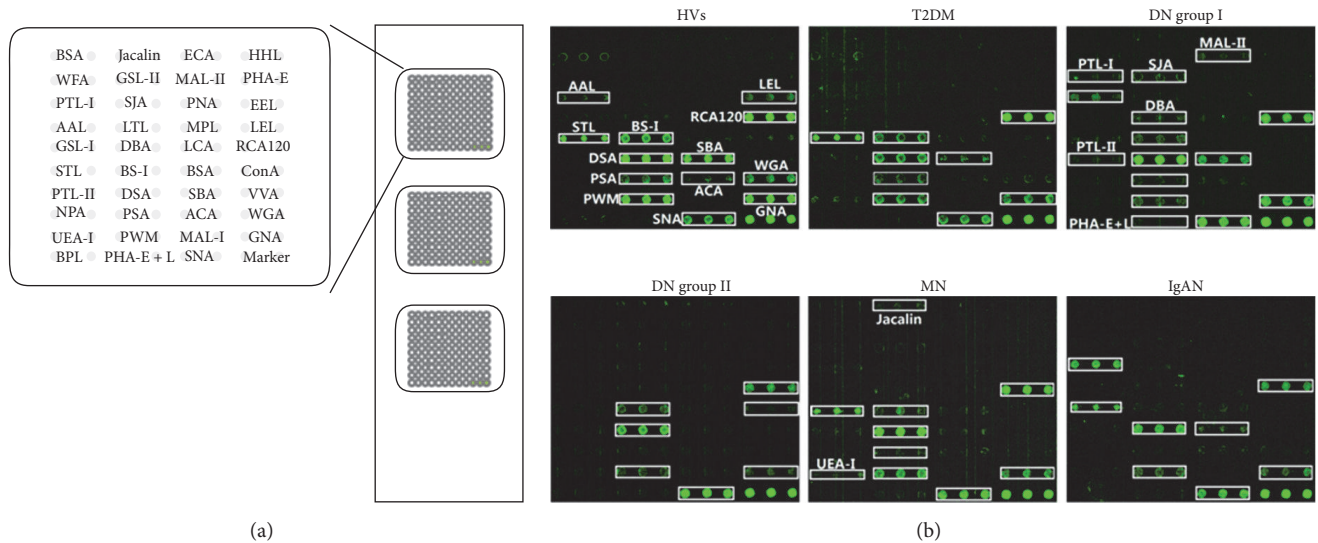 BSA Jacalin ECA HHL
WFA GSL-II MAL-II PHA-E
PTL-I SJA PNA EEL
AAL LTL MPL LEL
GSL-I DBA LCA RCA120
STL BS-I BSA ConA
PTL-II DSA SBA VVA
NPA PSA ACA WGA
UEA-I PWM MAL-I GNA
BPL PHA-E + L SNA Marker
(a)
HVs T2DM DN group I
AAL LEL
RCA120
STL BS-I
DSA SBA
WGA
PSA
ACA
PWM
GNA
SNA
MAL-II
PTL-I SJA
DBA
PTL-II
PHA-E+L
DN group II MN IgAN
Jacalin
UEA-I
(b)